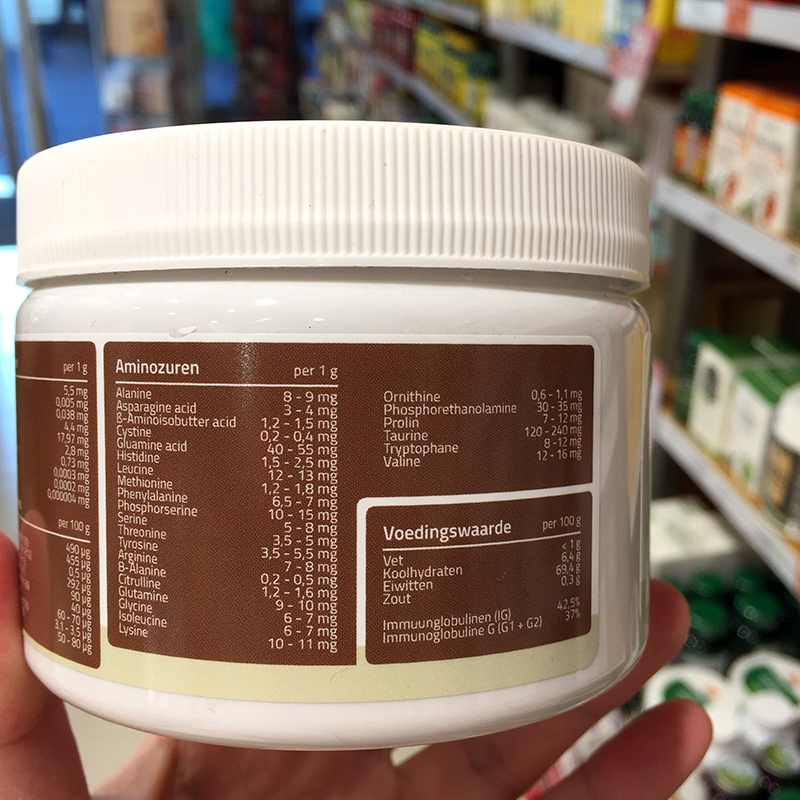 per 1 g
5,5 mg
0,005 mg
0,038 mg
4,4 mg
17,97 mg
2,8 mg
0,73 mg
0,0003 mg
0,0002 mg
0,000004 mg
per 100 g
490 µg
455 µg
0,5 µg
292 µg
90 µg
40 µg
60 - 70 µg
3,1 - 3,5 µg
50 - 80 µg
Aminozuren per 1 g
Alanine 8 - 9 mg
Asparagine acid 3 - 4 mg
ß-Aminoisobutter acid 1,2 - 1,5 mg
Cystine 0,2 - 0,4 mg
Gluamine acid 40 - 55 mg
Histidine 1,5 - 2,5 mg
Leucine 12 - 13 mg
Methionine 1,2 - 1,8 mg
Phenylalanine 6,5 - 7 mg
Phosphorserine 10 - 15 mg
Serine 5 - 8 mg
Threonine 3,5 - 5 mg
Tyrosine 3,5 - 5,5 mg
Arginine 7 - 8 mg
B-Alanine 0,2 - 0,5 mg
Citrulline 1,2 - 1,6 mg
Glutamine 9 - 10 mg
Glycine 6 - 7 mg
Isoleucine 6 - 7 mg
Lysine 10 - 11 mg
Ornithine 0,6 - 1,1 mg
Phosphorethanolamine 30 - 35 mg
Prolin 7 - 12 mg
Taurine 120 - 240 mg
Tryptophane 8 -12 mg
Valine 12 - 16 mg
Voedingswaarde per 100 g
Vet < 1 g
Koolhydraten 6,4 g
Eiwitten 69,4 g
Zout 0,3 g
Immuunglobulinen (IG) 42,5%
Immunoglobuline G (G1 + G2) 37%